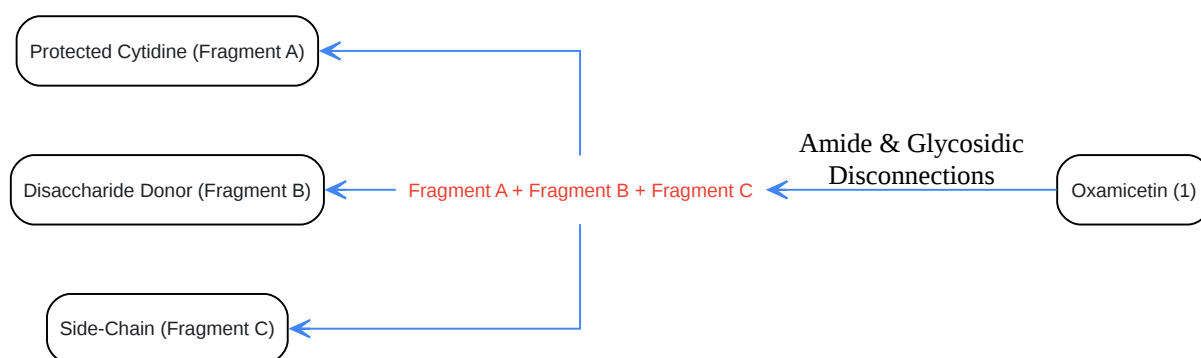 Protected Cytidine (Fragment A)
Amide & Glycosidic
Disconnections
Disaccharide Donor (Fragment B)
Fragment A + Fragment B + Fragment C
Oxamicetin (1)
Side-Chain (Fragment C)